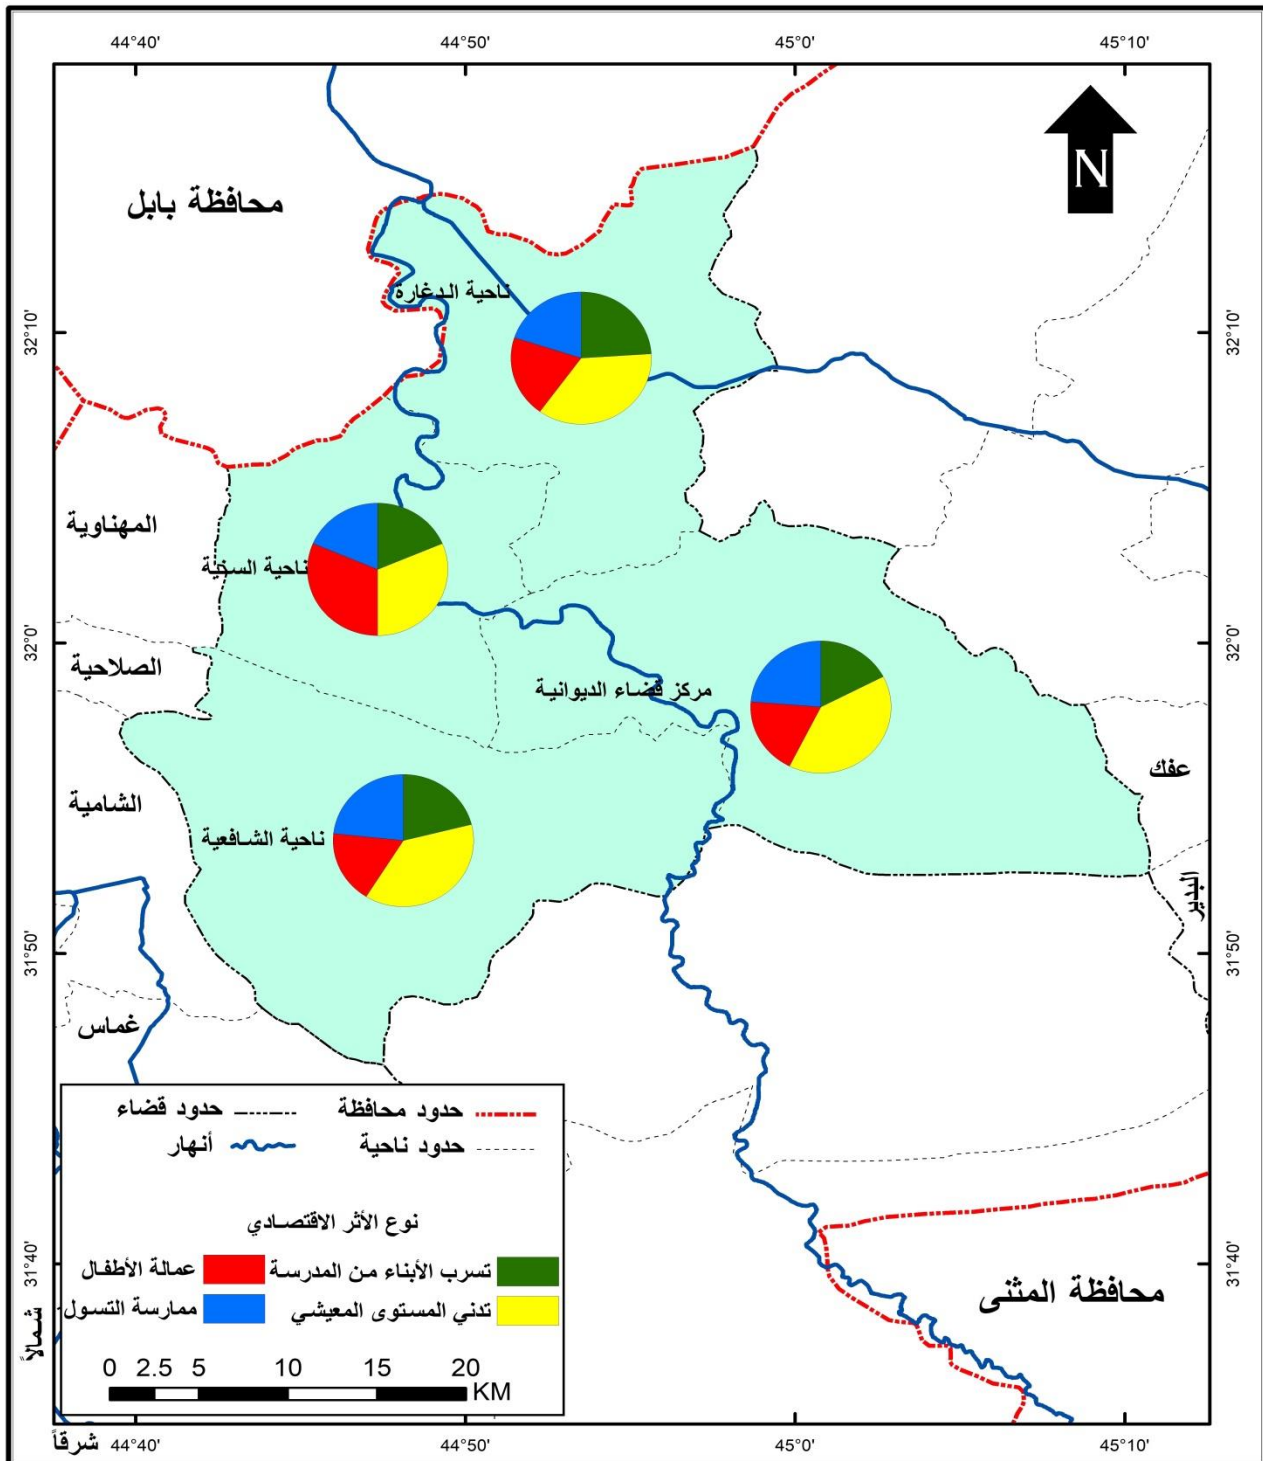 44°40' 44°50' 45°0' 45°10'
N
محافظة بابل
ناحية الدغارة
32°10' 32°10'
المهناوية
ناحية السنية
32°0' 32°0'
الصلاحية
مركز قضاء الديوانية
عفك
الشامية
ناحية الشافعية
البدير
31°50' 31°50'
غماس
حدود محافظة حدود قضاء
حدود ناحية أنهار
نوع الأثر الاقتصادي
تسرب الأبناء من المدرسة عمالة الأطفال
تدني المستوى المعيشي ممارسة التسول
31°40' 31°40'
محافظة المثنى
شمالاً
0 2.5 5 10 15 20
KM
شرقاً
44°40' 44°50' 45°0' 45°10'